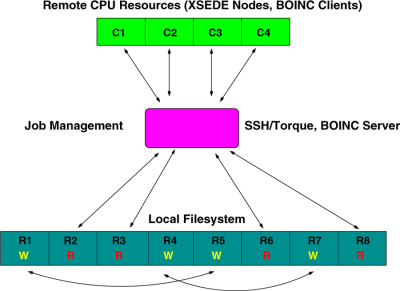 Remote CPU Resources (XSEDE Nodes, BOINC Clients)
C1 C2 C3 C4
Job Management SSH/Torque, BOINC Server
Local Filesystem
R1 R2 R3 R4 R5 R6 R7 R8
W R R W W R W R